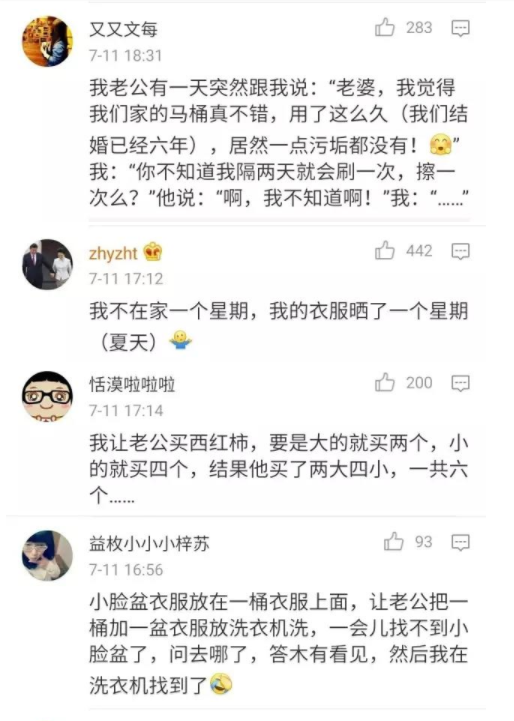 又又文每
283
7-11 18:31
我老公有一天突然跟我说：“老婆，我觉得
我们家的马桶真不错，用了这么久（我们结
婚已经六年），居然一点污垢都没有！🤗”
我：“你不知道我隔两天就会刷一次，擦一
次么？”他说：“啊，我不知道啊！”我：“……”
zhyzht
442
7-11 17:12
我不在家一个星期，我的衣服晒了一个星期
（夏天）🤷
恬漠啦啦啦
200
7-11 17:14
我让老公买西红柿，要是大的就买两个，小
的就买四个，结果他买了两大四小，一共六
个……
益枚小小小梓苏
93
7-11 16:56
小脸盆衣服放在一桶衣服上面，让老公把一
桶加一盆衣服放洗衣机洗，一会儿找不到小
脸盆了，问去哪了，答木有看见，然后我在
洗衣机找到了🤣